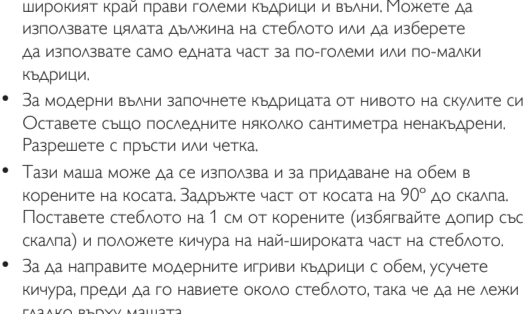 широкият край прави големи къдрици и вълни. Можете да
използвате цялата дължина на стеблото или да изберете
да използвате само едната част за по-големи или по-малки
къдрици.
• За модерни вълни започнете къдрицата от нивото на скулите си
Оставете също последните няколко сантиметра ненакъдрени.
Разрешете с пръсти или четка.
• Тази маша може да се използва и за придаване на обем в
корените на косата. Задръжте част от косата на 90° до скалпа.
Поставете стеблото на 1 см от корените (избягвайте допир със
скалпа) и положете кичура на най-широката част на стеблото.
• За да направите модерните игриви къдрици с обем, усучете
кичура, преди да го навиете около стеблото, така че да не лежи
гладко върху машата